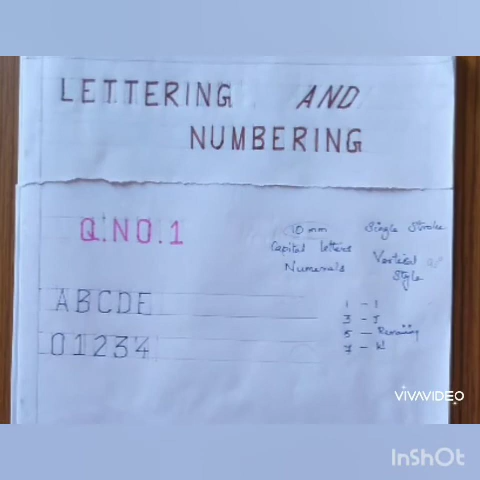 LETTERING AND
NUMBERING
Q.NO.1
10 mm
Capital letters
Numerals
Single Stroke
Vertical 90°
Style
ABCDE
01234
1 - I
3 - J
5 - Remaining
7 - W
VIVAVIDEO
InShOt